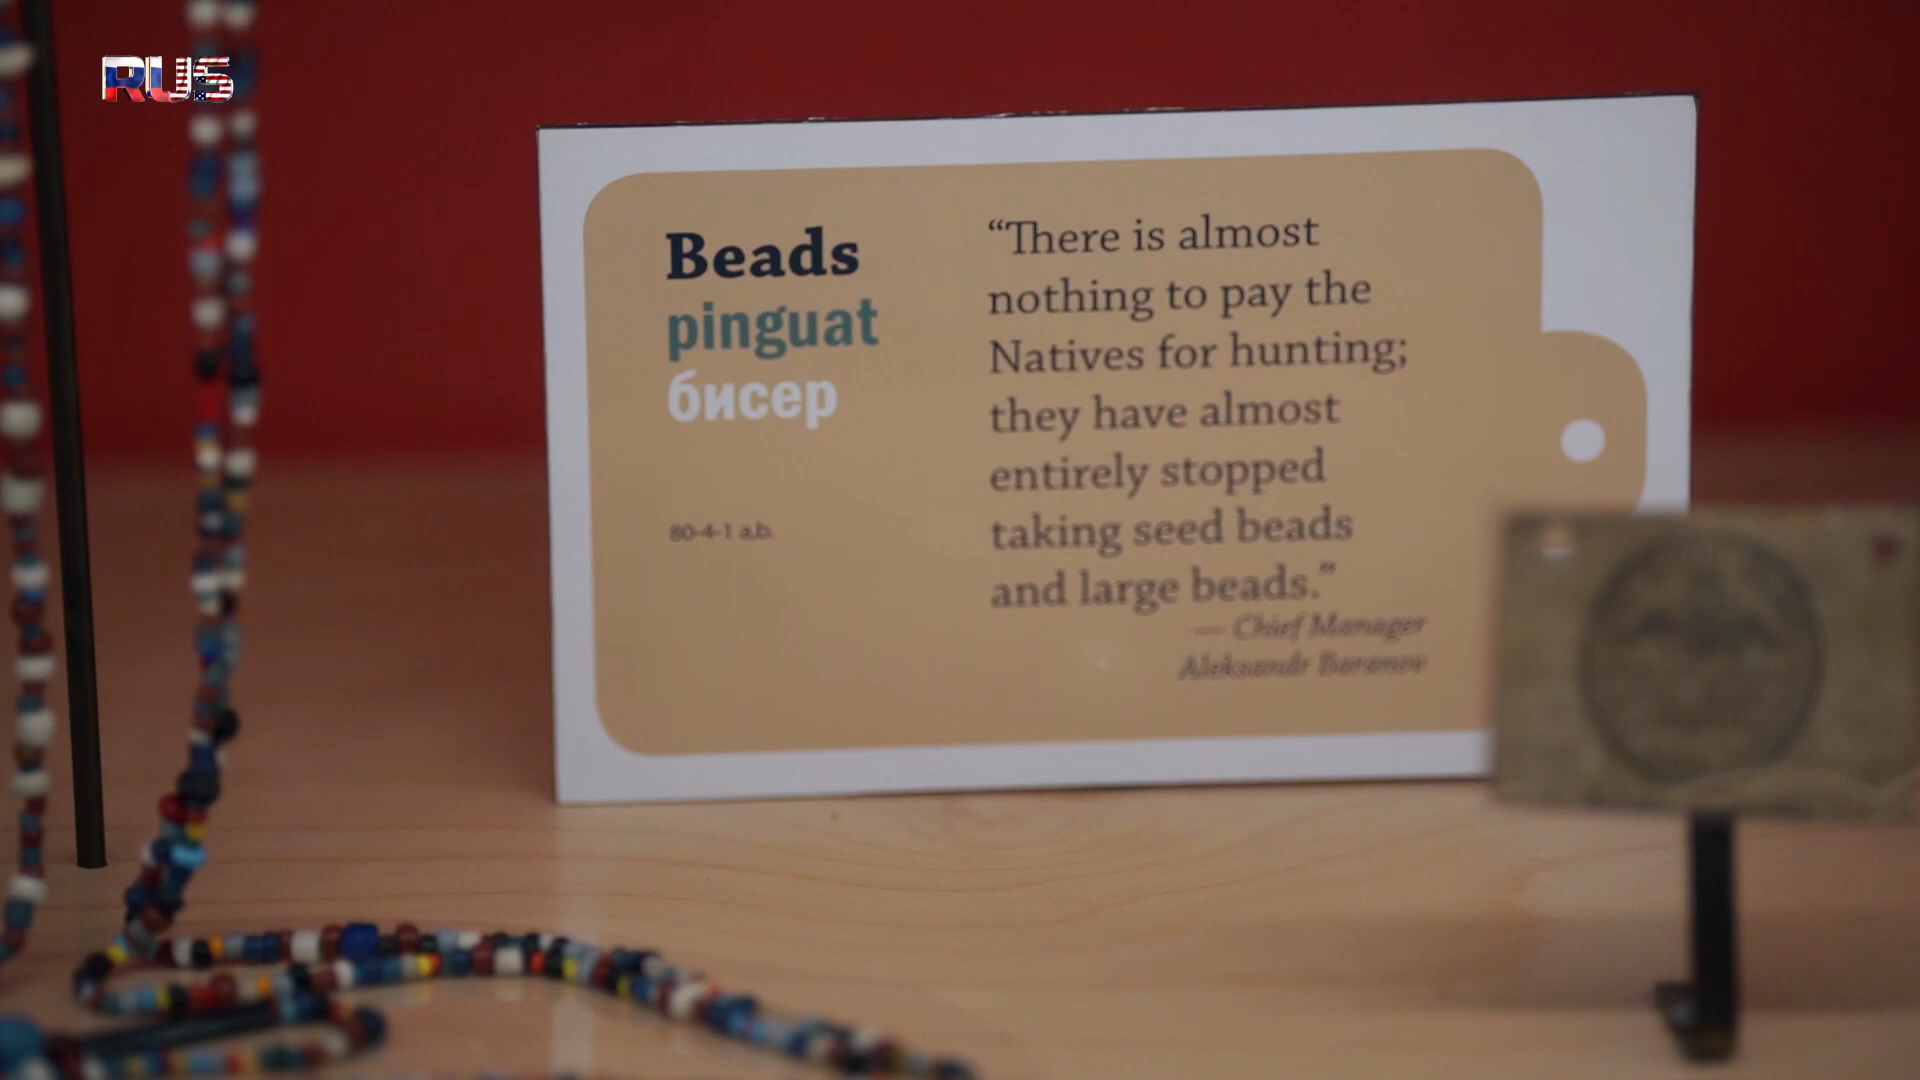 RUS
Beads
pinguat
бисер
80-4-1 a.b.
“There is almost
nothing to pay the
Natives for hunting;
they have almost
entirely stopped
taking seed beads
and large beads.”
— Chief Manager
Aleksandr Baranov